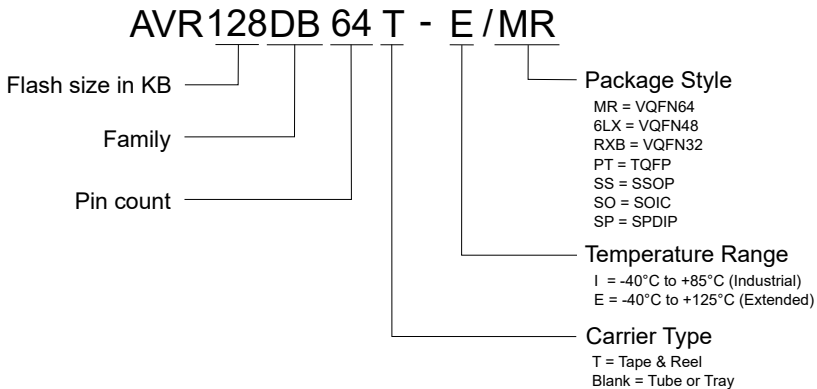 AVR128DB64T - E/MR
Flash size in KB
Family
Pin count
Package Style
MR = VQFN64
6LX = VQFN48
RXB = VQFN32
PT = TQFP
SS = SSOP
SO = SOIC
SP = SPDIP
Temperature Range
I = -40°C to +85°C (Industrial)
E = -40°C to +125°C (Extended)
Carrier Type
T = Tape & Reel
Blank = Tube or Tray